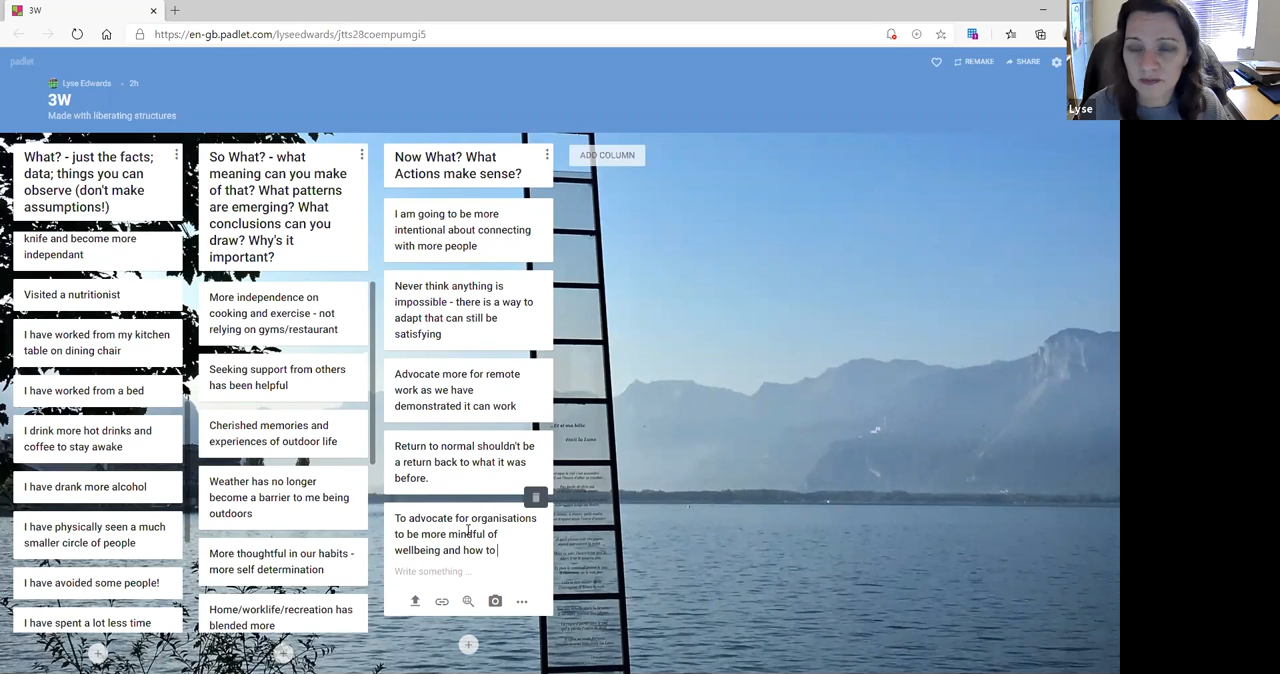 3W
https://en-gb.padlet.com/lyseedwards/jtts28coempumgi5
padlet
REMAKE
SHARE
Lyse Edwards • 2h
3W
Made with liberating structures
Lyse
What? - just the facts;
data; things you can
observe (don't make
assumptions!)
knife and become more
independant
Visited a nutritionist
I have worked from my kitchen
table on dining chair
I have worked from a bed
I drink more hot drinks and
coffee to stay awake
I have drank more alcohol
I have physically seen a much
smaller circle of people
I have avoided some people!
I have spent a lot less time
So What? - what
meaning can you make
of that? What patterns
are emerging? What
conclusions can you
draw? Why's it
important?
More independence on
cooking and exercise - not
relying on gyms/restaurant
Seeking support from others
has been helpful
Cherished memories and
experiences of outdoor life
Weather has no longer
become a barrier to me being
outdoors
More thoughtful in our habits -
more self determination
Home/worklife/recreation has
blended more
Now What? What
Actions make sense?
I am going to be more
intentional about connecting
with more people
Never think anything is
impossible - there is a way to
adapt that can still be
satisfying
Advocate more for remote
work as we have
demonstrated it can work
Return to normal shouldn't be
a return back to what it was
before.
To advocate for organisations
to be more mindful of
wellbeing and how to
Write something ...
ADD COLUMN